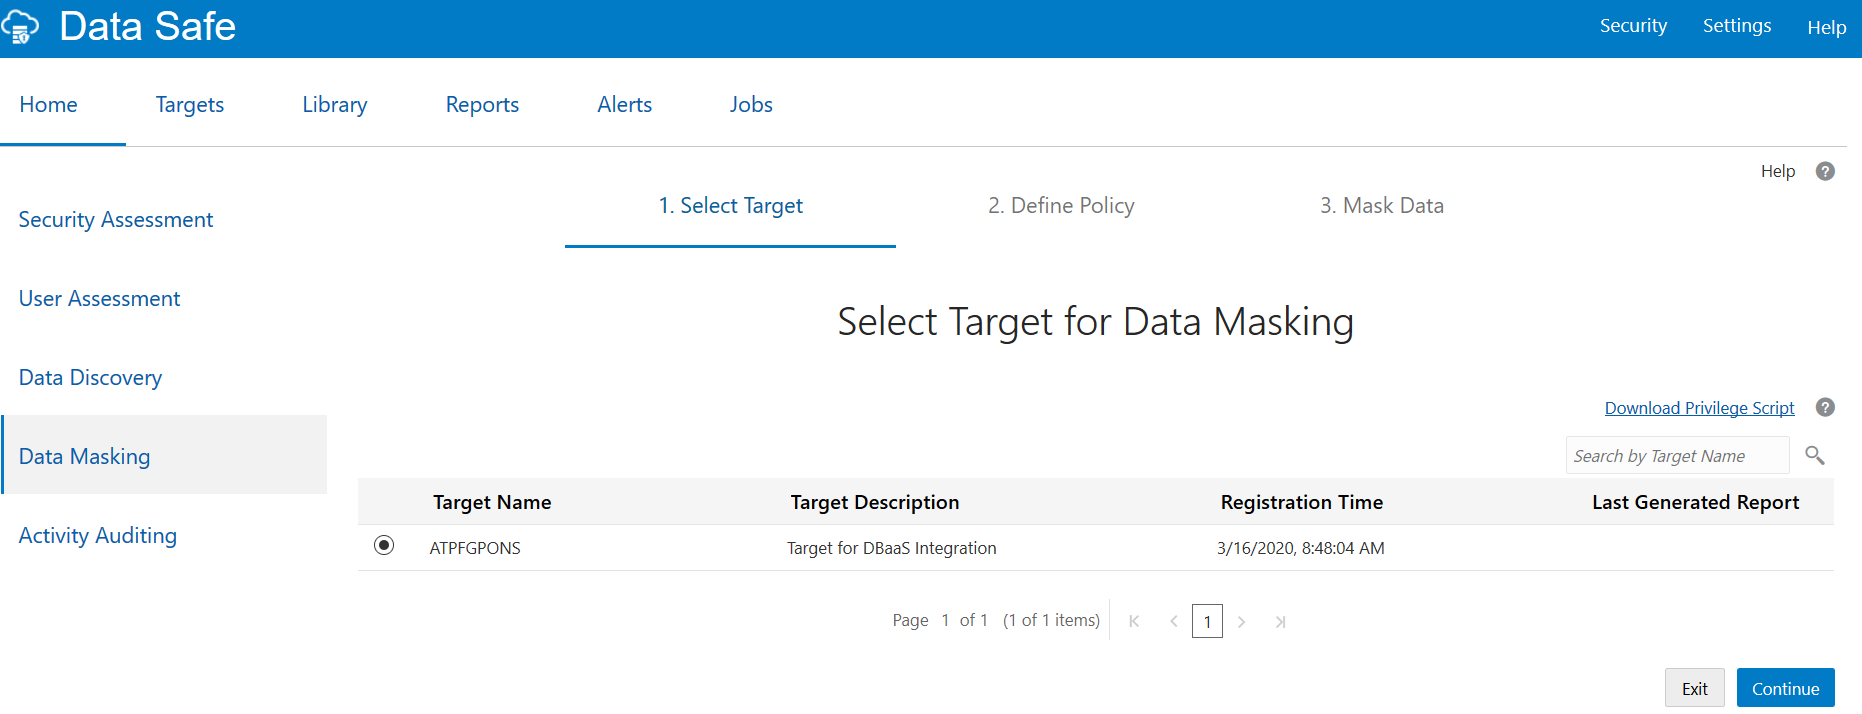 Data Safe
Security Settings Help
Home Targets Library Reports Alerts Jobs
Help ?
Security Assessment
User Assessment
Data Discovery
Data Masking
Activity Auditing
1. Select Target 2. Define Policy 3. Mask Data
Select Target for Data Masking
Download Privilege Script ?
Search by Target Name
Target Name Target Description Registration Time Last Generated Report
ATPFGPONS Target for DBaaS Integration 3/16/2020, 8:48:04 AM
Page 1 of 1 (1 of 1 items) 1
Exit Continue